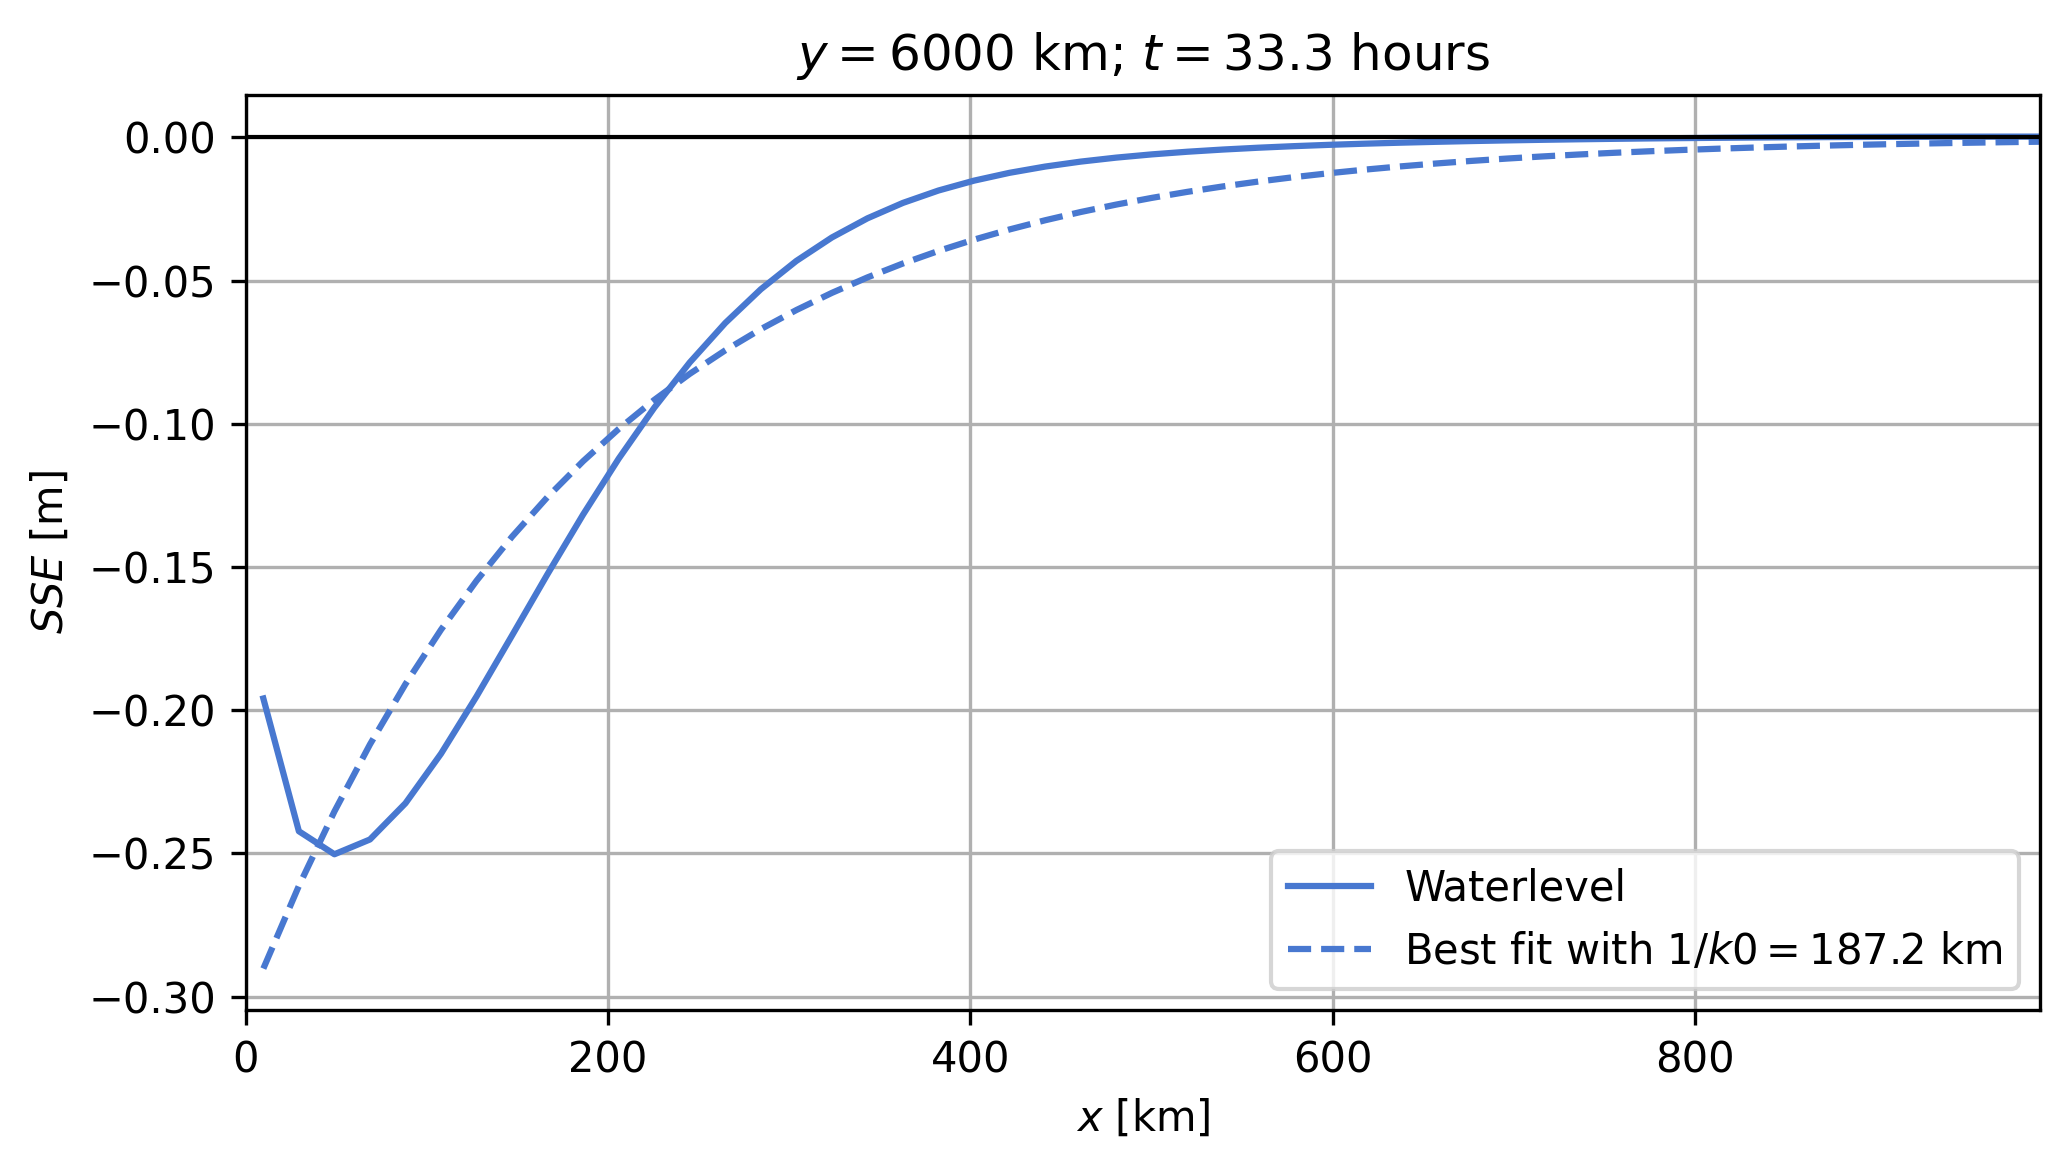 y = 6000 km; t = 33.3 hours
0.00
−0.05
−0.10
−0.15
−0.20
−0.25
−0.30
SSE [m]
0 200 400 600 800
x [km]
Waterlevel
Best fit with 1/k0 = 187.2 km